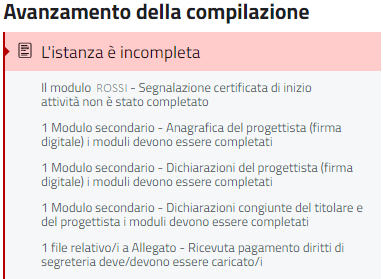 Avanzamento della compilazione
L'istanza è incompleta
Il modulo ROSSI - Segnalazione certificata di inizio
attività non è stato completato
1 Modulo secondario - Anagrafica del progettista (firma
digitale) i moduli devono essere completati
1 Modulo secondario - Dichiarazioni del progettista (firma
digitale) i moduli devono essere completati
1 Modulo secondario - Dichiarazioni congiunte del titolare e
del progettista i moduli devono essere completati
1 file relativo/i a Allegato - Ricevuta pagamento diritti di
segreteria deve/devono essere caricato/i